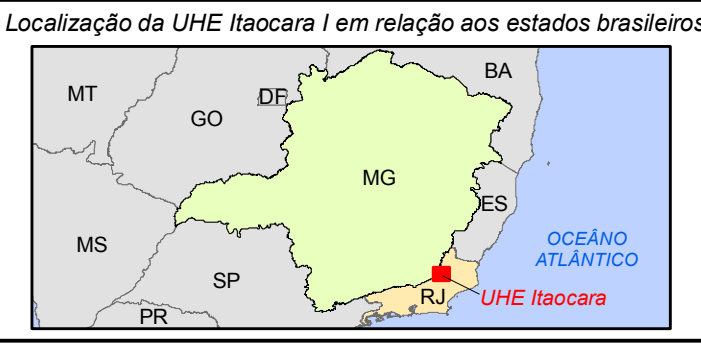 Localização da UHE Itaocara I em relação aos estados brasileiros
BA
MT
DF
GO
MG
ES
MS
OCEÂNO
ATLÂNTICO
SP
RJ
UHE Itaocara
PR